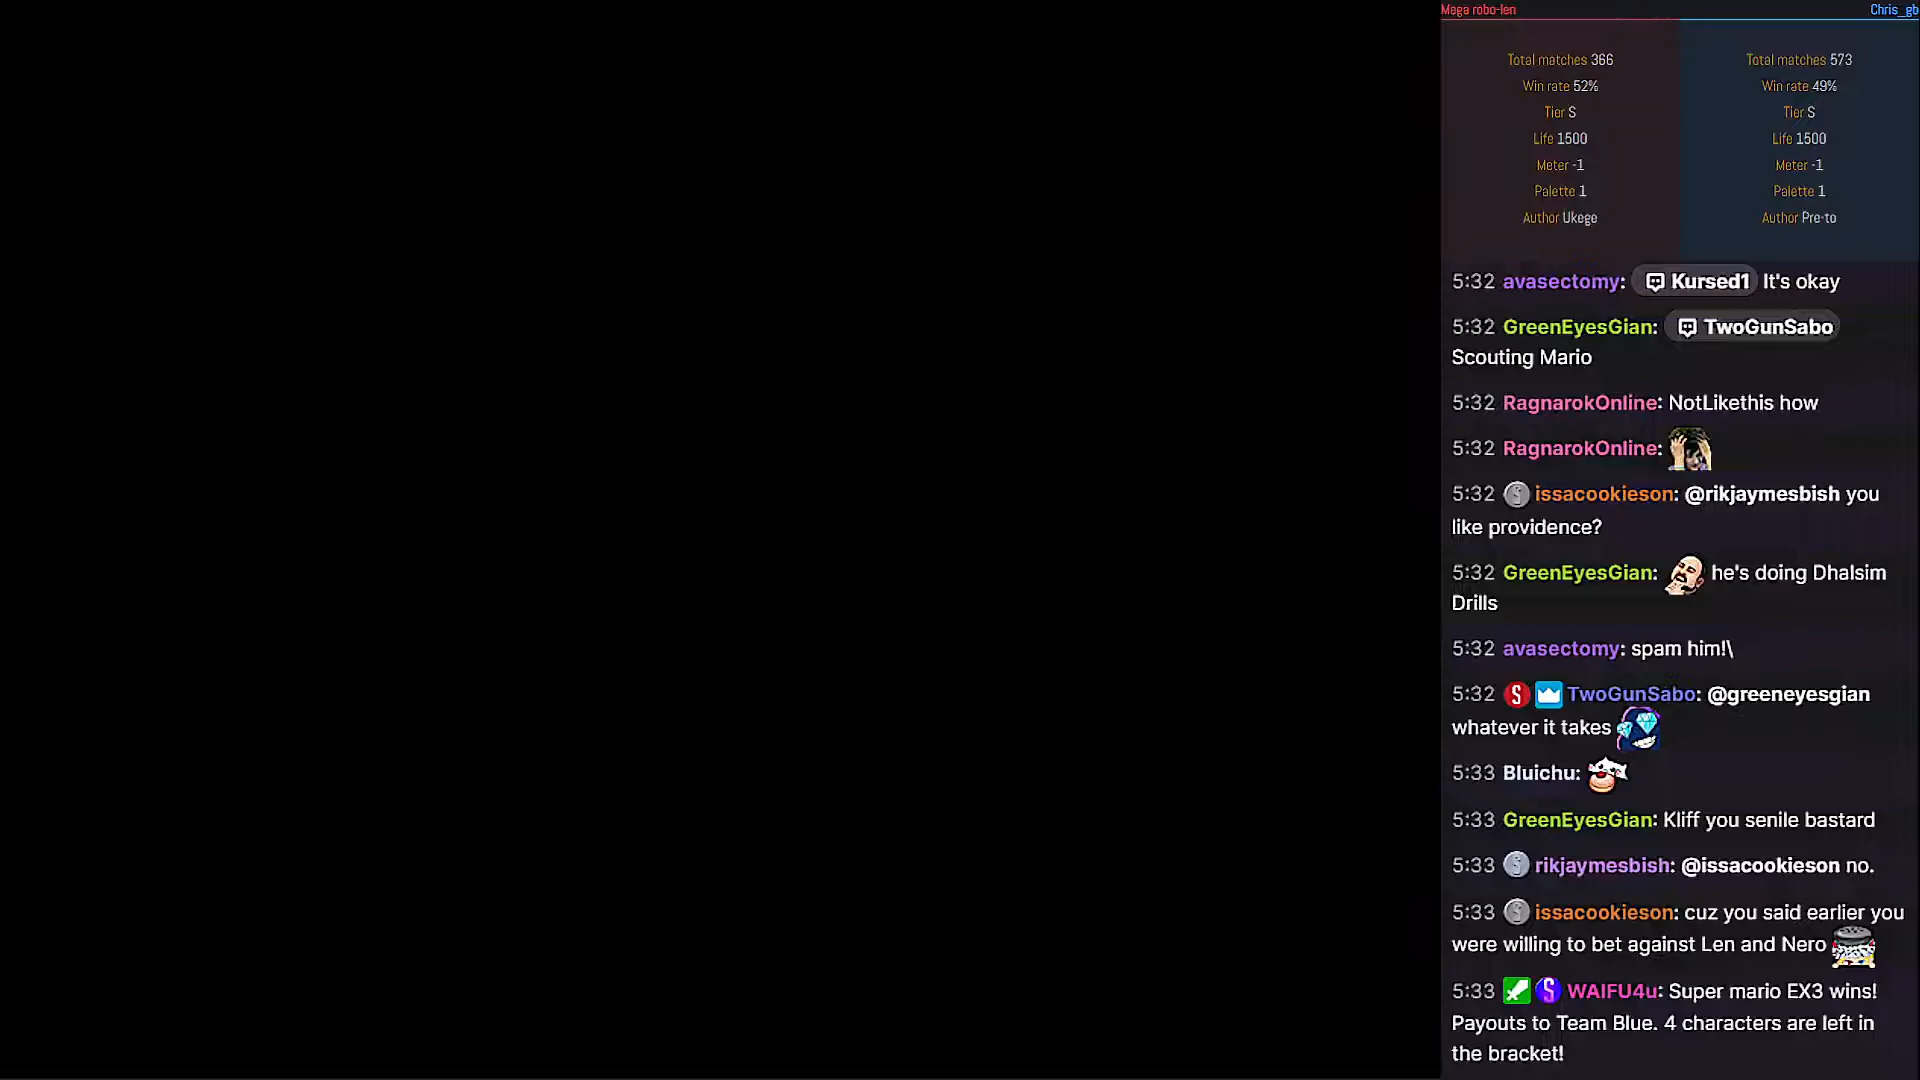 Mega robo-len
Chris_gb
Total matches 366
Win rate 52%
Tier S
Life 1500
Meter -1
Palette 1
Author Ukege
Total matches 573
Win rate 49%
Tier S
Life 1500
Meter -1
Palette 1
Author Pre-to
5:32 avasectomy: Kursed1 It's okay
5:32 GreenEyesGian: TwoGunSabo
Scouting Mario
5:32 RagnarokOnline: NotLikethis how
5:32 RagnarokOnline:
5:32 issacookieson: @rikjaymesbish you
like providence?
5:32 GreenEyesGian: he's doing Dhalsim
Drills
5:32 avasectomy: spam him!\
5:32 TwoGunSabo: @greeneyesgian
whatever it takes
5:33 Bluichu:
5:33 GreenEyesGian: Kliff you senile bastard
5:33 rikjaymesbish: @issacookieson no.
5:33 issacookieson: cuz you said earlier you
were willing to bet against Len and Nero
5:33 WAIFU4u: Super mario EX3 wins!
Payouts to Team Blue. 4 characters are left in
the bracket!